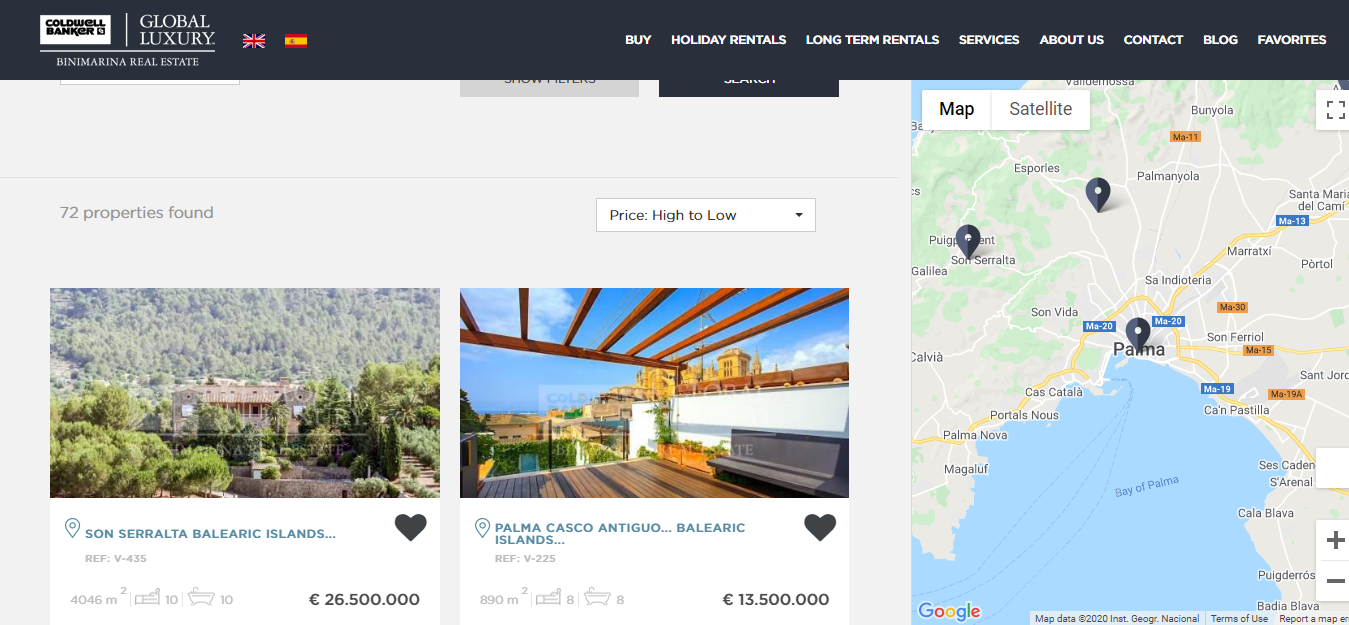 COLDWELL
BANKER
GLOBAL
LUXURY
BINIMARINA REAL ESTATE
BUY
HOLIDAY RENTALS
LONG TERM RENTALS
SERVICES
ABOUT US
CONTACT
BLOG
FAVORITES
SHOW FILTERS
SEARCH
72 properties found
Price: High to Low
SON SERRALTA BALEARIC ISLANDS...
REF: V-435
4046 m 2
10
10
€ 26.500.000
PALMA CASCO ANTIGUO... BALEARIC
ISLANDS...
REF: V-225
890 m 2
8
8
€ 13.500.000
Map
Satellite
Valldemossa
Bunyola
Ma-11
Esporles
Palmanyola
Santa Maria
del Camí
Ma-13
Son Serralta
Galilea
Marratxí
Pòrtol
Sa Indioteria
Ma-30
Son Vida
Ma-20
Ma-20
Son Ferriol
Ma-15
Palma
Calvià
Sant Jord
Ma-19
Ma-19A
Cas Català
Ca'n Pastilla
Portals Nous
Palma Nova
Magaluf
Ses Caden
S'Arenal
Bay of Palma
Cala Blava
Puigderrós
Badia Blava
Google
Map data ©2020 Inst. Geogr. Nacional
Terms of Use
Report a map er